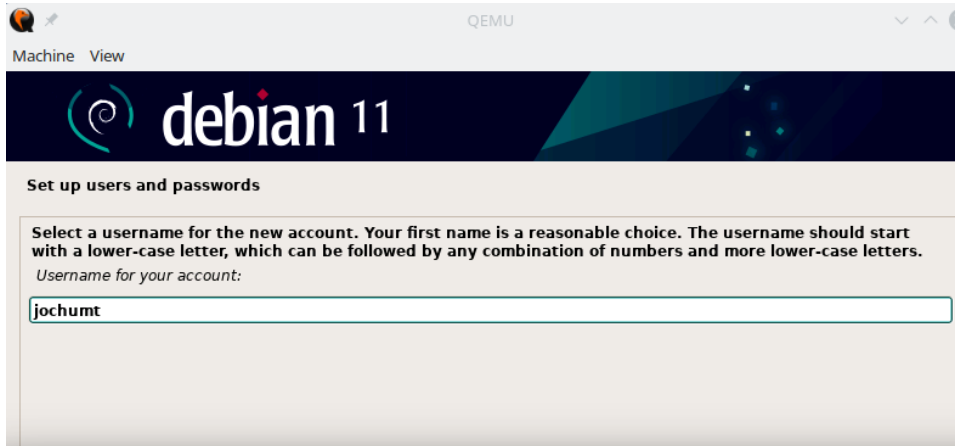 QEMU
Machine View
debian 11
Set up users and passwords
Select a username for the new account. Your first name is a reasonable choice. The username should start
with a lower-case letter, which can be followed by any combination of numbers and more lower-case letters.
Username for your account:
jochumt